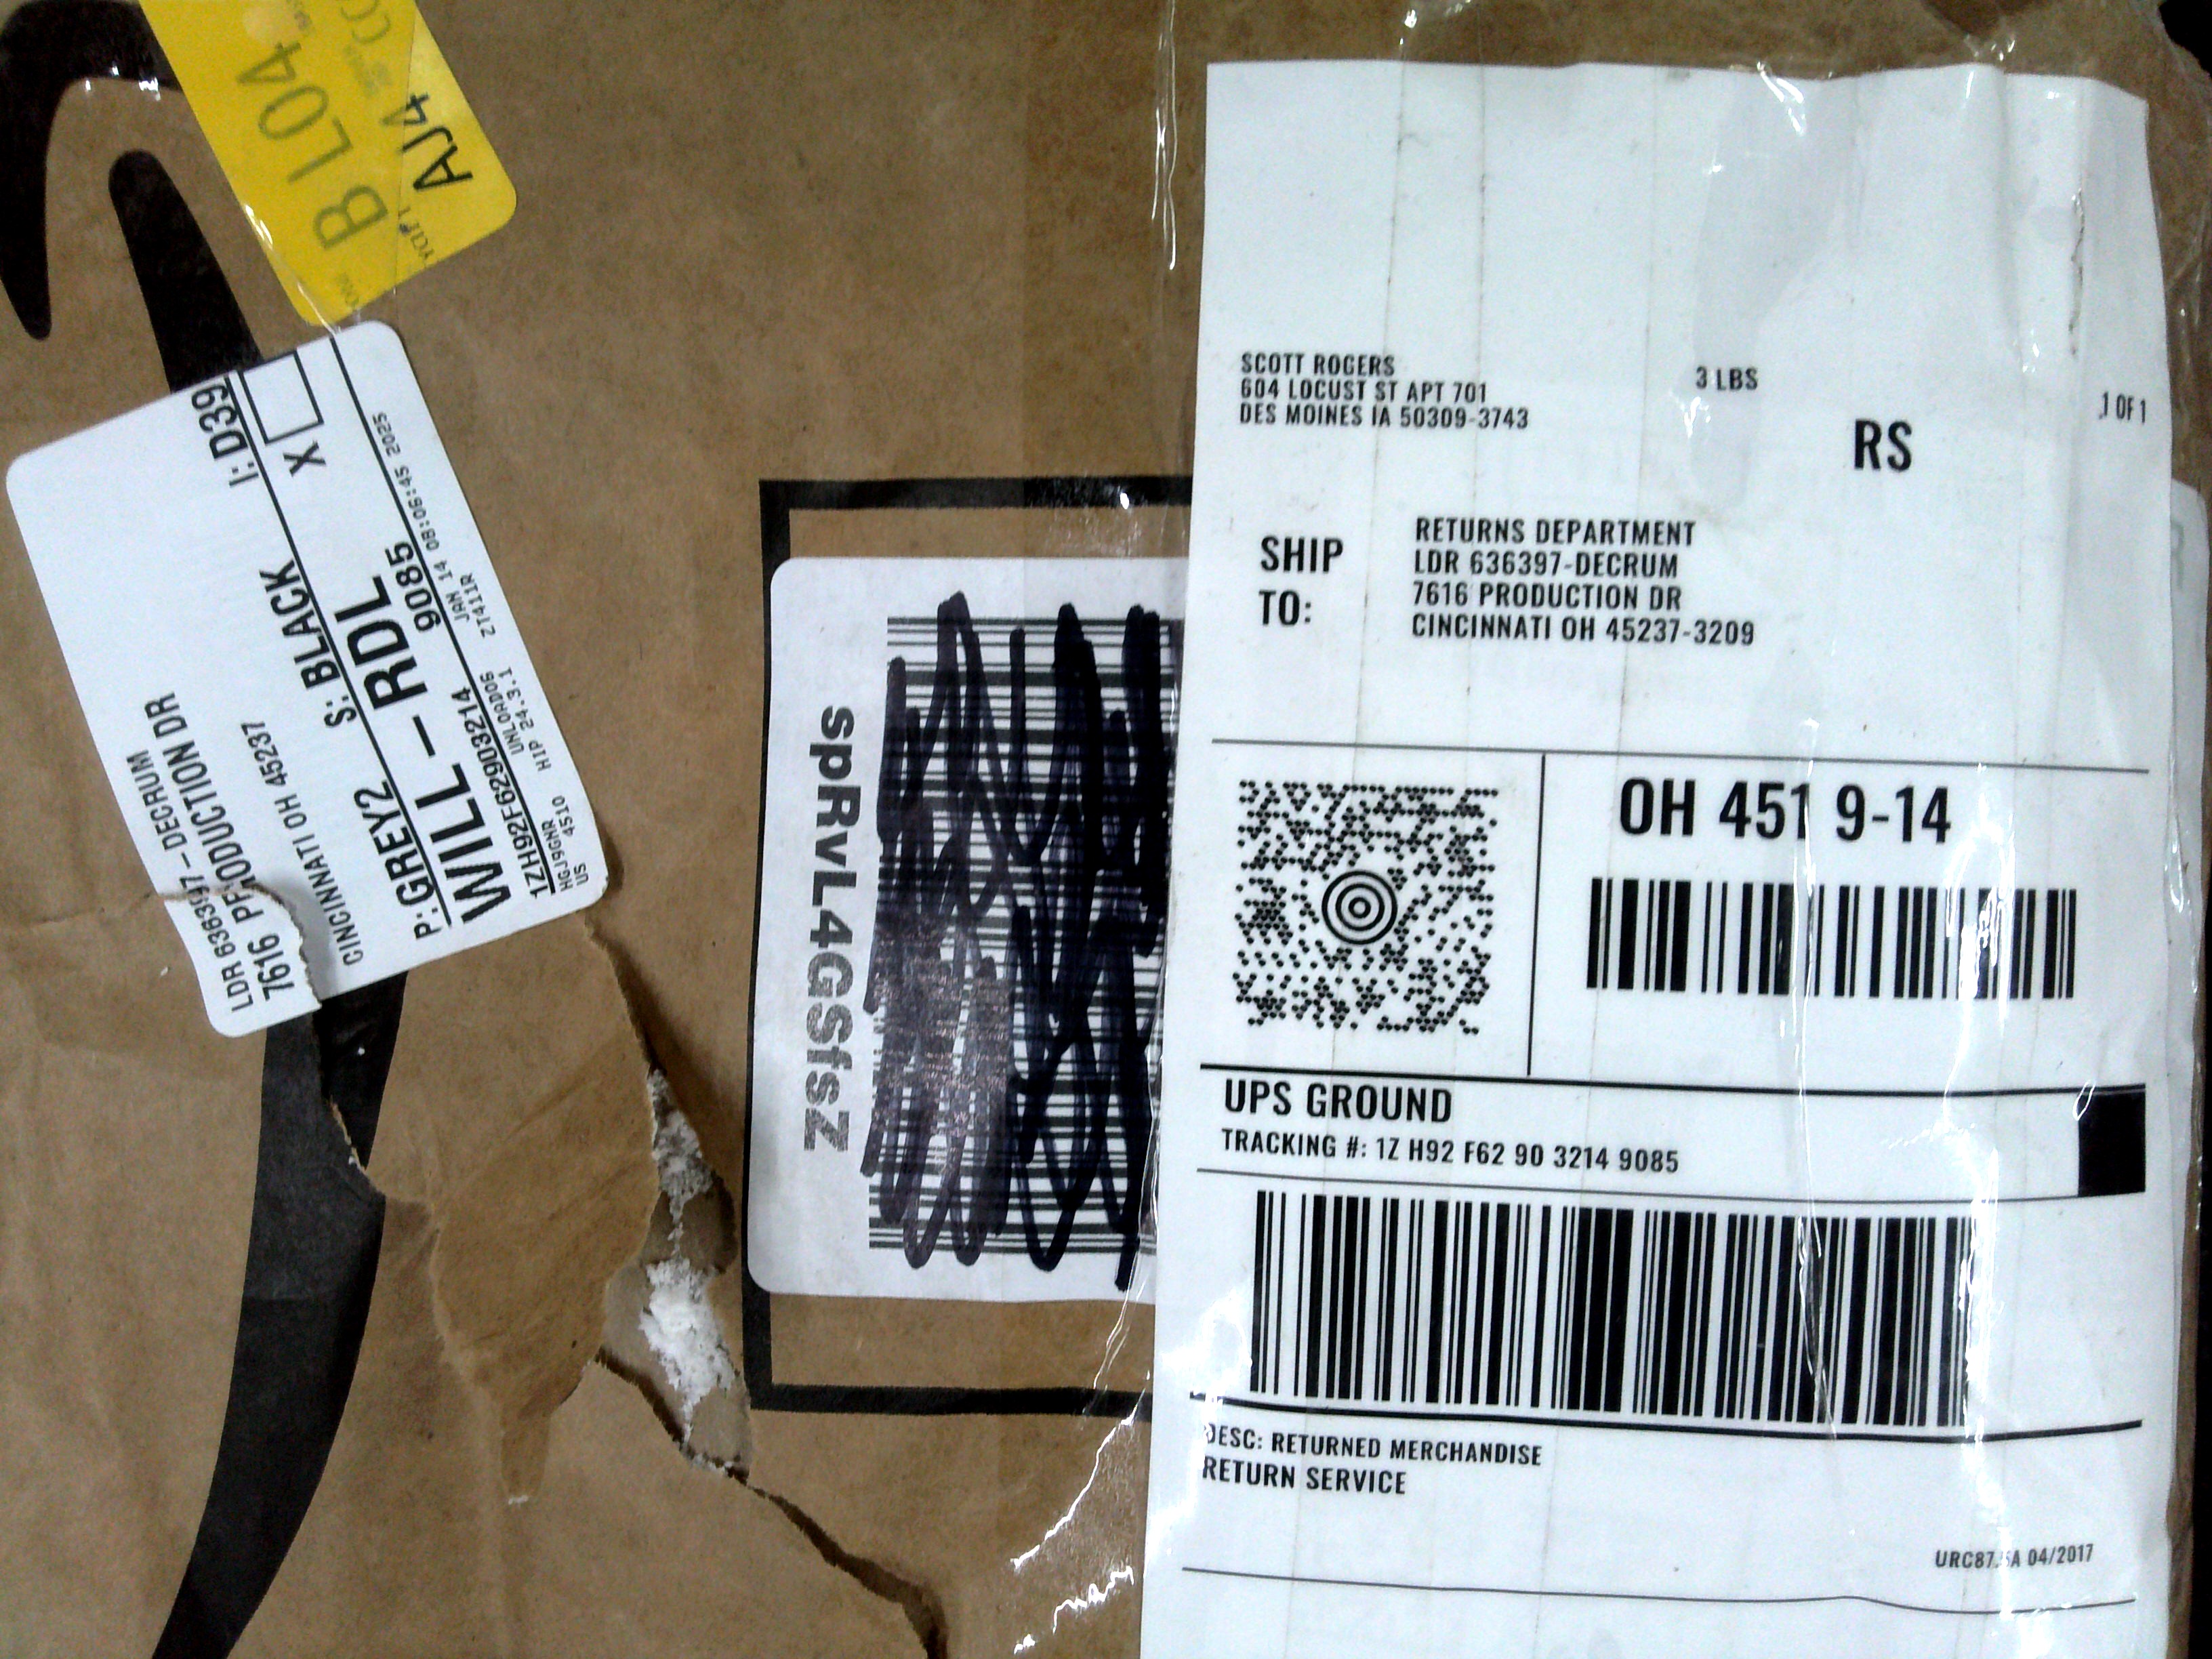 B L04
AJ4
I: D39
X
LDR 636397-DECRUM
7616 PRODUCTION DR
CINCINNATI OH 45237
P: GREY2 S: BLACK
WILL - RDL
1ZH92F6290903214 9085
HGJ9GNR UNLOAD06 JAN 14 08:06:45 2025
US 4510 HIP 24.3.1 ZT411R
spRvL4GSfsZ
SCOTT ROGERS
604 LOCUST ST APT 701
DES MOINES IA 50309-3743
3 LBS
1 OF 1
RS
SHIP TO:
RETURNS DEPARTMENT
LDR 636397-DECRUM
7616 PRODUCTION DR
CINCINNATI OH 45237-3209
OH 451 9-14
UPS GROUND
TRACKING #: 1Z H92 F62 90 3214 9085
DESC: RETURNED MERCHANDISE
RETURN SERVICE
04/2017